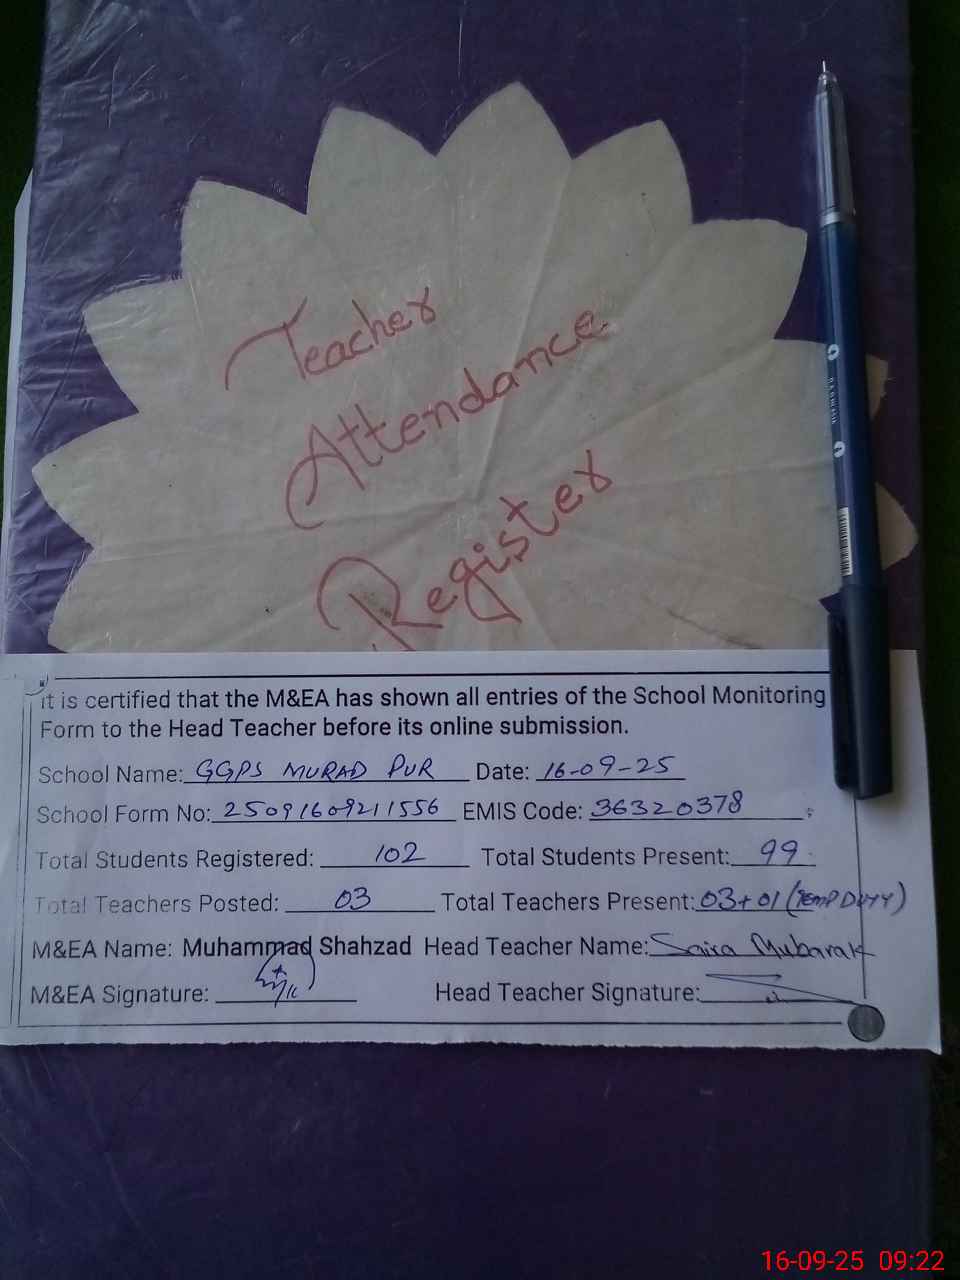 Teacher
Attendance
Register
it is certified that the M&EA has shown all entries of the School Monitoring
Form to the Head Teacher before its online submission.
School Name: GGPS MURAD PUR Date: 16-09-25
School Form No: 25091609211556 EMIS Code: 36320378
Total Students Registered: 102 Total Students Present: 99
Total Teachers Posted: 03 Total Teachers Present: 03+01 (TEMP DUTY)
M&EA Name: Muhammad Shahzad Head Teacher Name: Saira Mubarak
M&EA Signature: Head Teacher Signature:
16-09-25 09:22